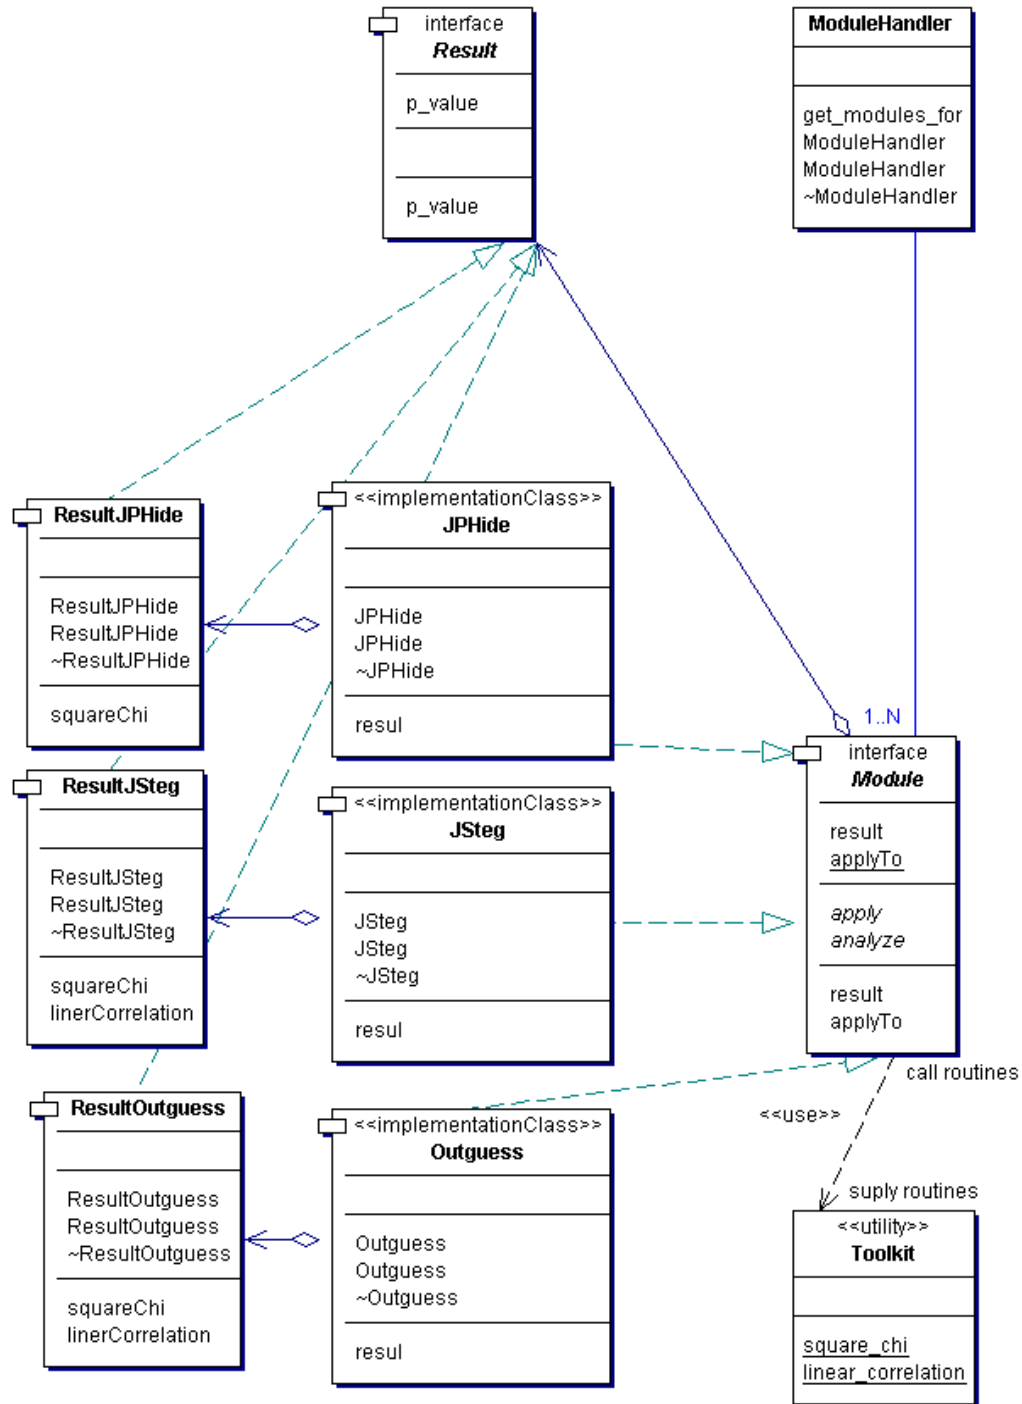 interface
Result
p_value
p_value
ModuleHandler
get_modules_for
ModuleHandler
ModuleHandler
~ModuleHandler
ResultJPHide
ResultJPHide
ResultJPHide
~ResultJPHide
squareChi
<<implementationClass>>
JPHide
JPHide
JPHide
~JPHide
resul
1..N
interface
Module
result
applyTo
apply
analyze
result
applyTo
ResultJSteg
ResultJSteg
ResultJSteg
~ResultJSteg
squareChi
linerCorrelation
<<implementationClass>>
JSteg
JSteg
JSteg
~JSteg
resul
call routines
<<use>>
suply routines
ResultOutguess
ResultOutguess
ResultOutguess
~ResultOutguess
squareChi
linerCorrelation
<<implementationClass>>
Outguess
Outguess
Outguess
~Outguess
resul
<<utility>>
Toolkit
square_chi
linear_correlation